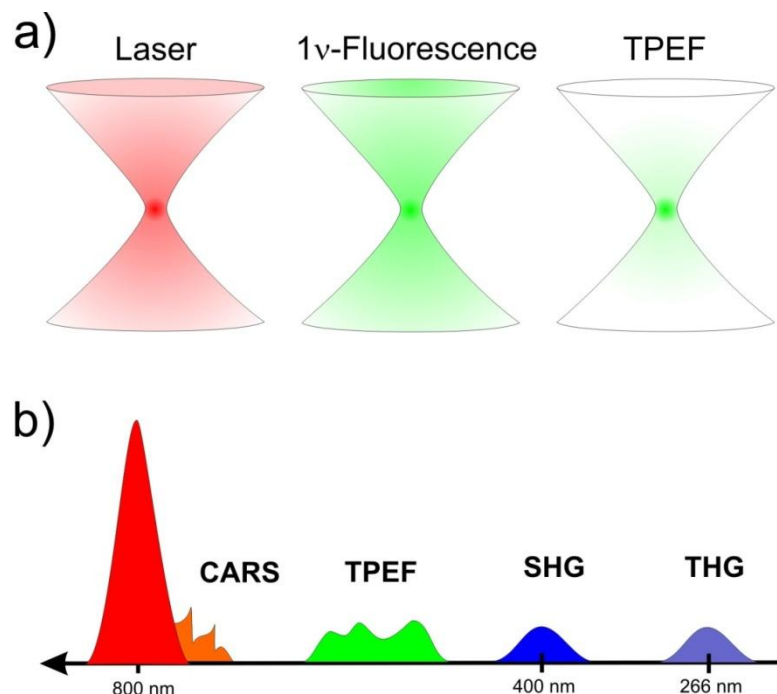 a)
Laser
1ν-Fluorescence
TPEF
b)
CARS
TPEF
SHG
THG
800 nm
400 nm
266 nm